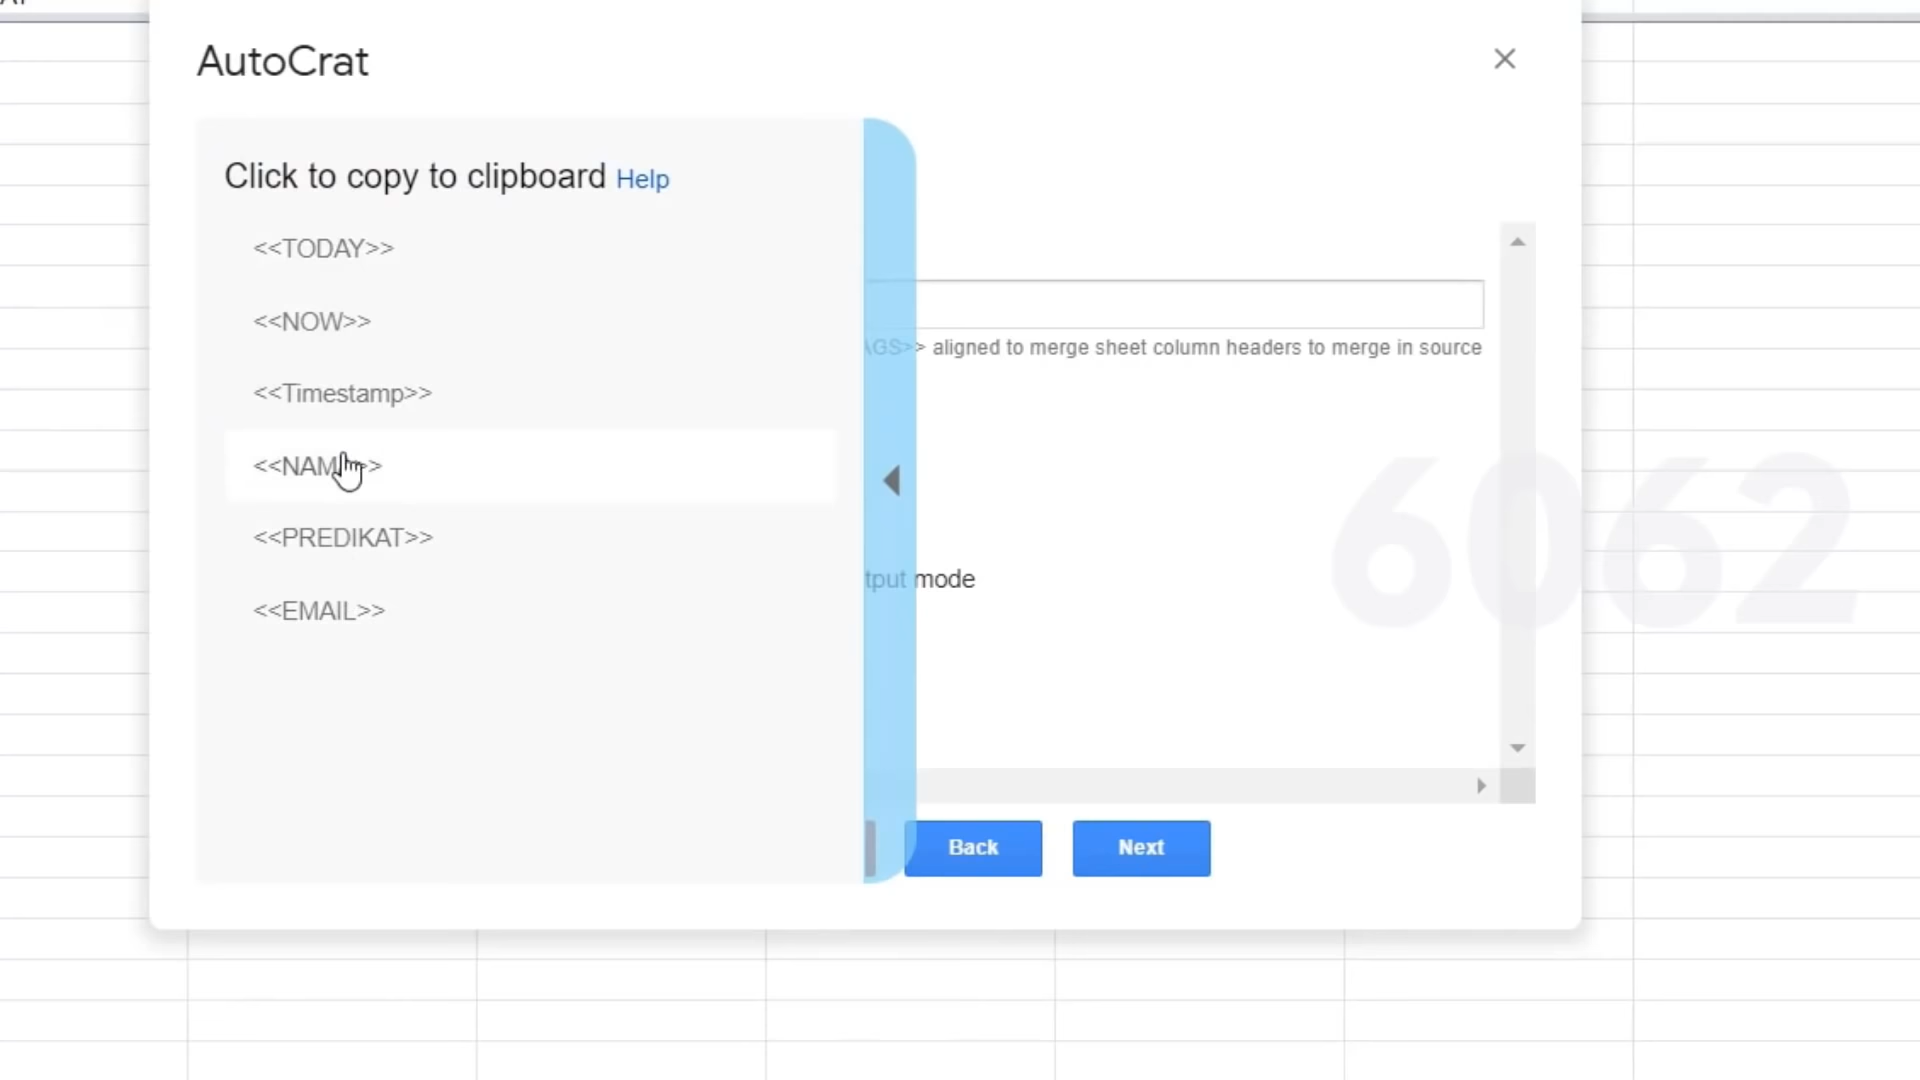 AutoCrat
Click to copy to clipboard Help
<<TODAY>>
<<NOW>>
<<Timestamp>>
aligned to merge sheet column headers to merge in source
<<PREDIKAT>>
mode
<<EMAIL>>
6062
Back
Next